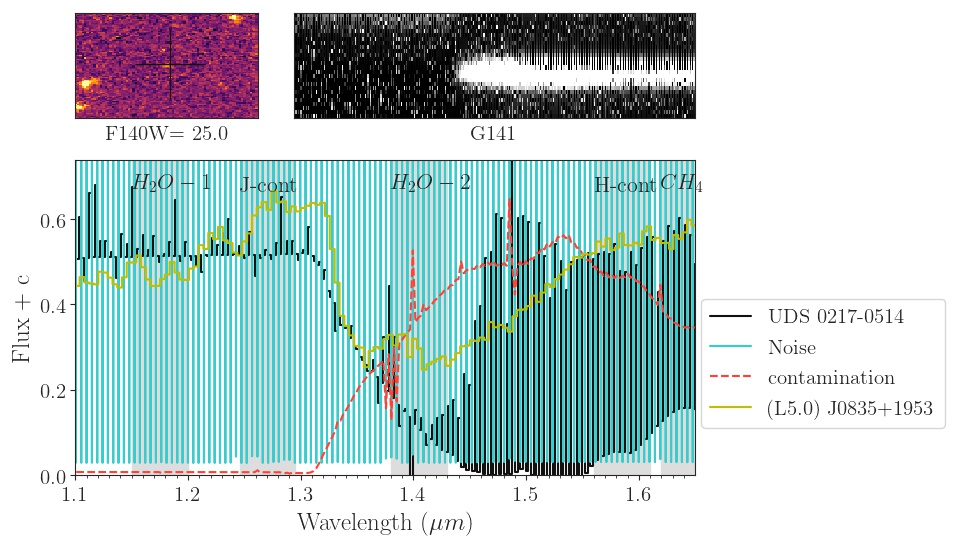 F140W= 25.0
G141
H₂O − 1
J-cont
H₂O − 2
H-cont
CH₄
Flux + c
0.6
0.4
0.2
0.0
1.1
1.2
1.3
1.4
1.5
1.6
Wavelength (μm)
UDS 0217-0514
Noise
contamination
(L5.0) J0835+1953